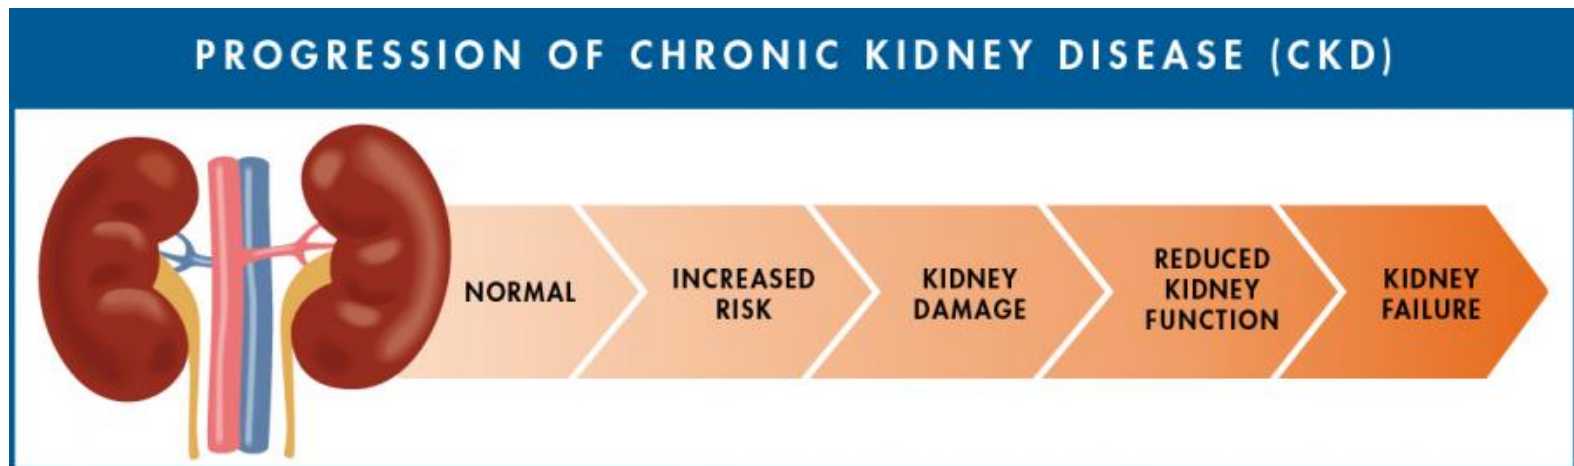 PROGRESSION OF CHRONIC KIDNEY DISEASE (CKD)
NORMAL
INCREASED
RISK
KIDNEY
DAMAGE
REDUCED
KIDNEY
FUNCTION
KIDNEY
FAILURE